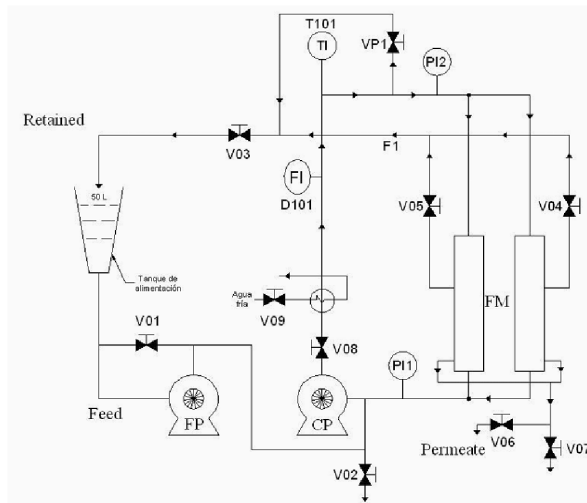 T101
TI
VP1
PI2
Retained
V03
F1
FI
D101
V05
V04
50 L
Tanque de
alimentación
Agua
fría
V09
FM
V01
V08
PI1
Feed
FP
CP
V02
Permeate
V06
V07